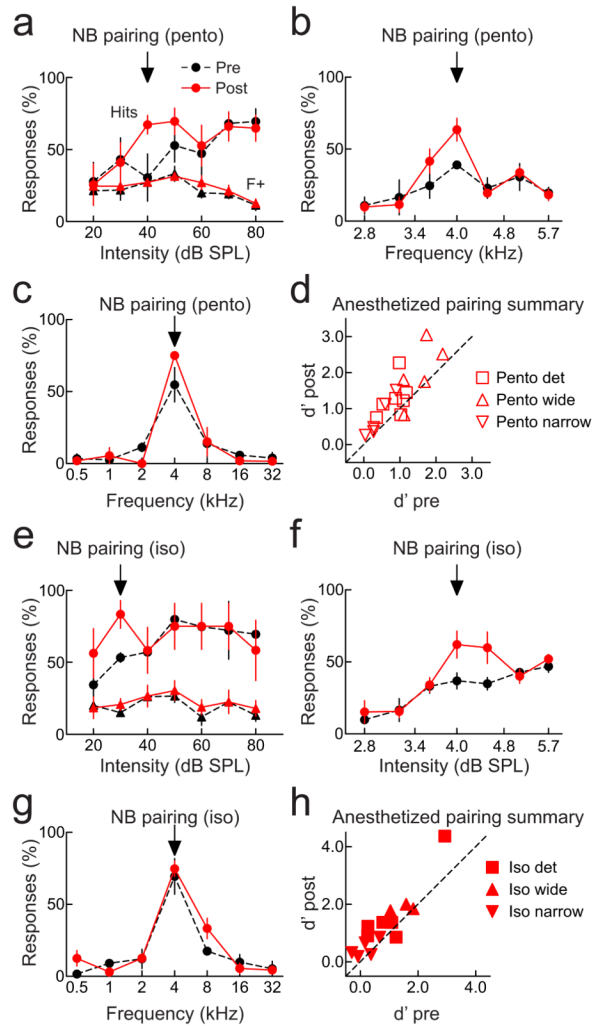 a
NB pairing (pento)
Pre
Post
Hits
F+
Responses (%)
100
50
0
20 40 60 80
Intensity (dB SPL)
b
NB pairing (pento)
Responses (%)
100
50
0
2.8 3.4 4.0 4.8 5.7
Frequency (kHz)
c
NB pairing (pento)
Responses (%)
100
50
0
0.5 1 2 4 8 16 32
Frequency (kHz)
d
Anesthetized pairing summary
d' post
3.0
2.0
1.0
0.0
Pento det
Pento wide
Pento narrow
0.0 1.0 2.0 3.0
d' pre
e
NB pairing (iso)
Responses (%)
100
50
0
20 40 60 80
Intensity (dB SPL)
f
NB pairing (iso)
Responses (%)
100
50
0
2.8 3.4 4.0 4.8 5.7
Intensity (dB SPL)
g
NB pairing (iso)
Responses (%)
100
50
0
0.5 1 2 4 8 16 32
Frequency (kHz)
h
Anesthetized pairing summary
d' post
4.0
2.0
0.0
Iso det
Iso wide
Iso narrow
0.0 2.0 4.0
d' pre